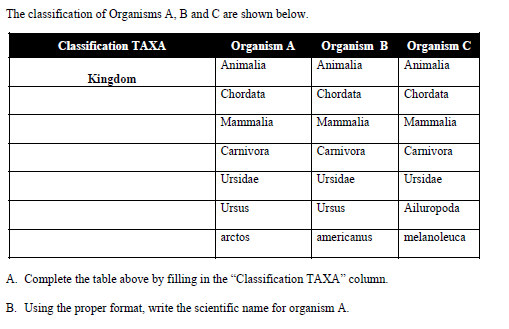 The classification of Organisms A, B and C are shown below.
Classification TAXA Organism A Organism B Organism C
Kingdom Animalia Animalia Animalia
Chordata Chordata Chordata
Mammalia Mammalia Mammalia
Carnivora Carnivora Carnivora
Ursidae Ursidae Ursidae
Ursus Ursus Ailuropoda
arctos americanus melanoleuca
A. Complete the table above by filling in the “Classification TAXA” column.
B. Using the proper format, write the scientific name for organism A.